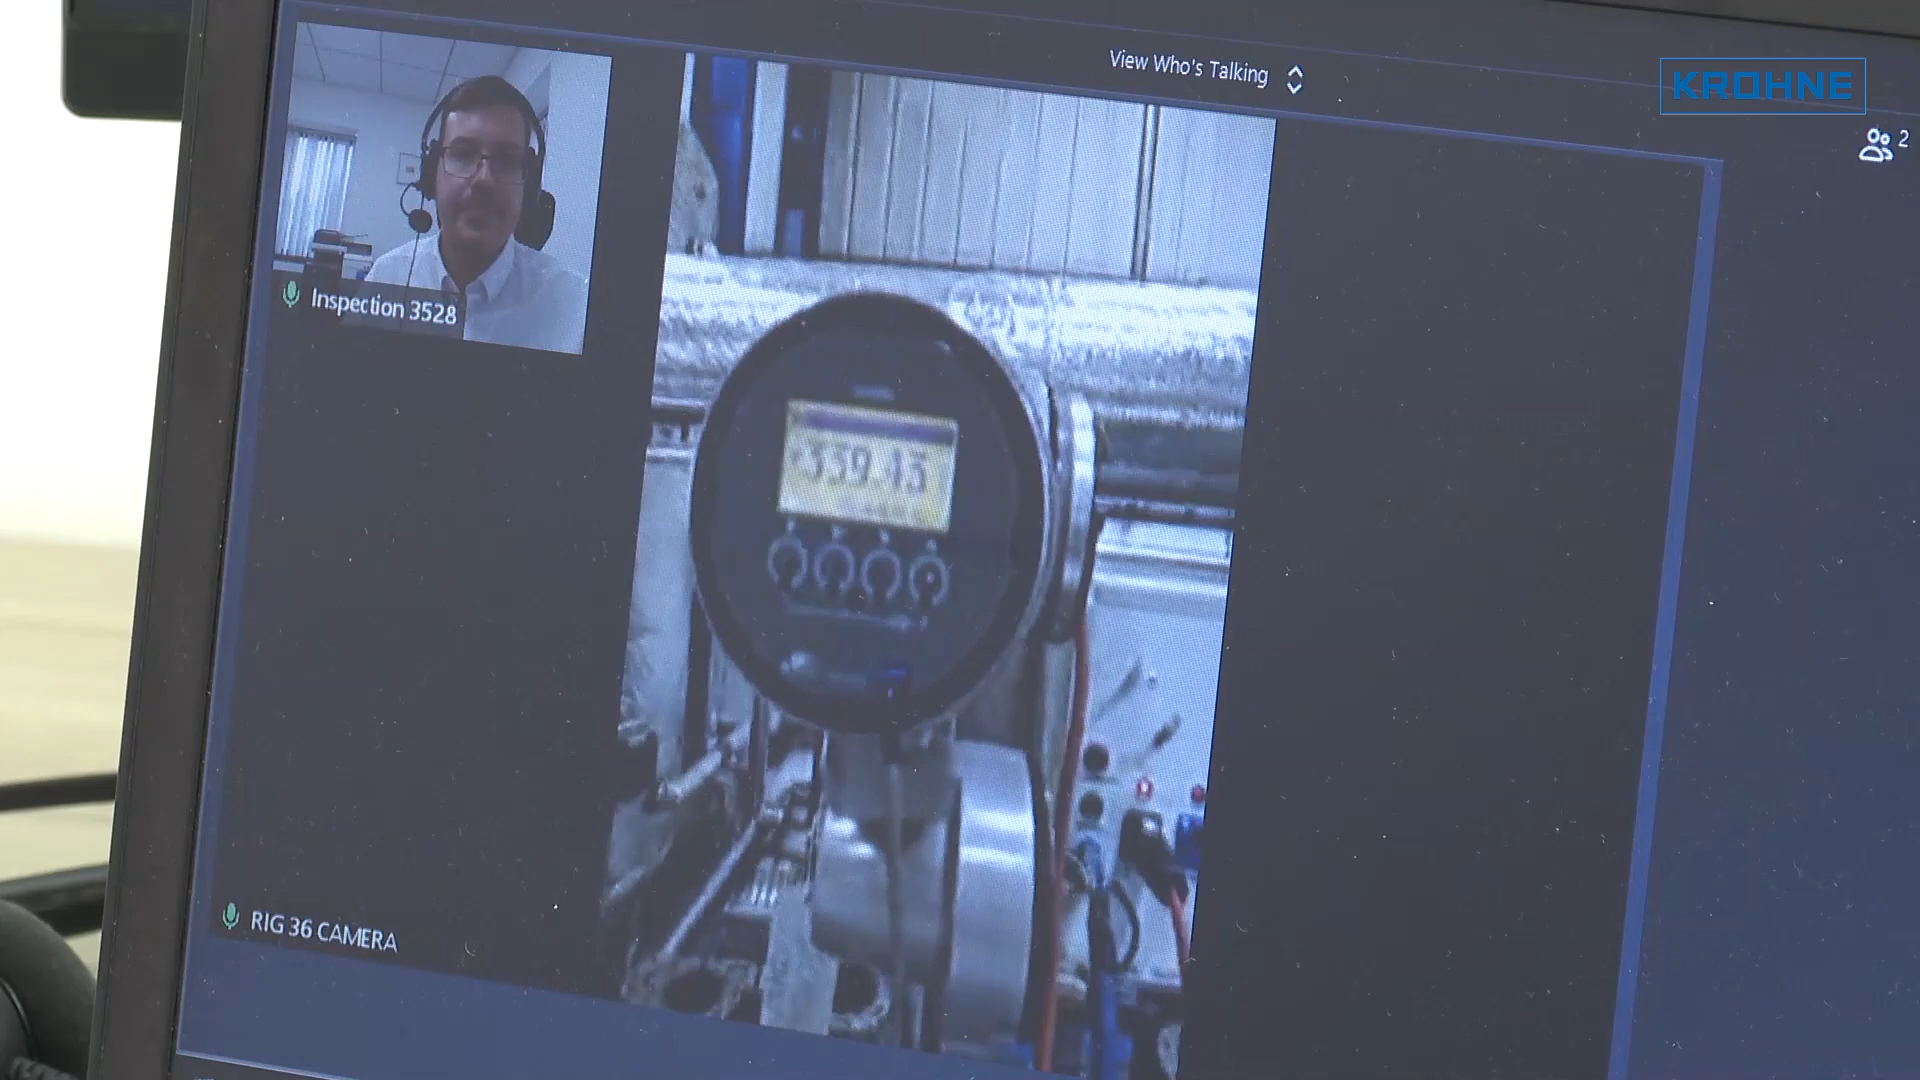 View Who's Talking
KROHNE
2
Inspection 3528
RIG 36 CAMERA